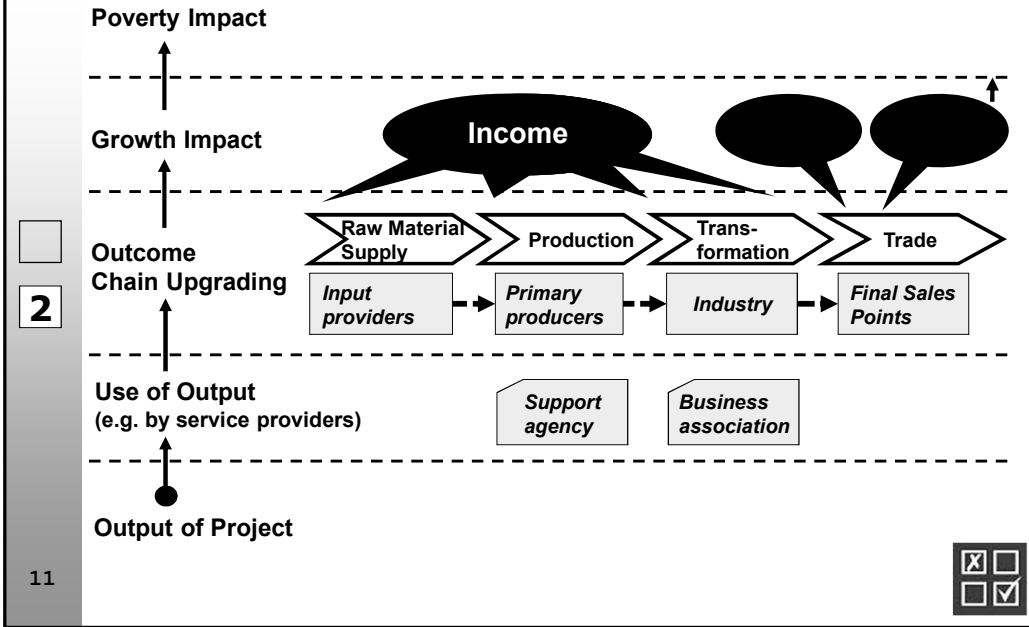 Poverty Impact
Growth Impact
Income
Outcome
Chain Upgrading
Raw Material
Supply
Production
Trans-
formation
Trade
Input
providers
Primary
producers
Industry
Final Sales
Points
2
Use of Output
(e.g. by service providers)
Support
agency
Business
association
Output of Project
11